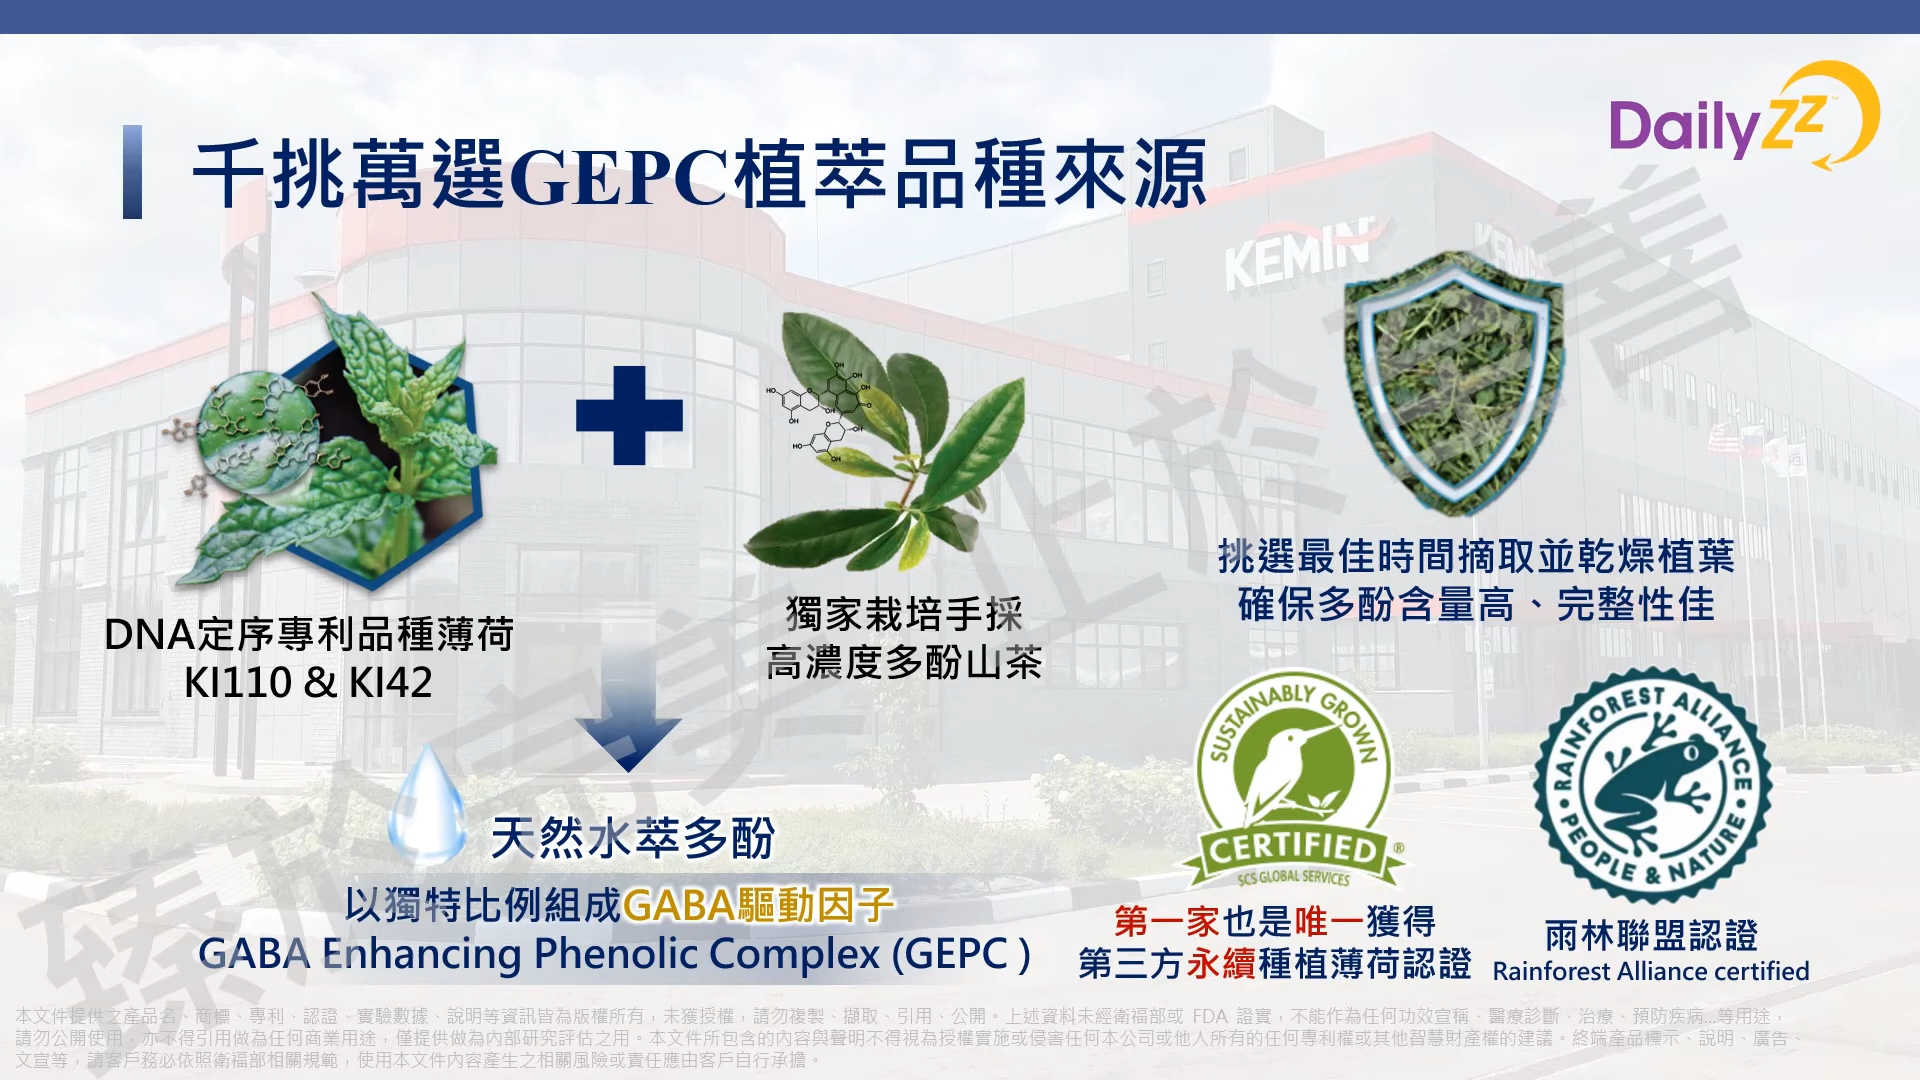 DailyZz™
千挑萬選GEPC植萃品種來源
KEMIN
DNA定序專利品種薄荷
KI110 & KI42
獨家栽培手採
高濃度多酚山茶
挑選最佳時間摘取並乾燥植葉
確保多酚含量高、完整性佳
天然水萃多酚
以獨特比例組成GABA驅動因子
GABA Enhancing Phenolic Complex (GEPC )
SUSTAINABLY GROWN
CERTIFIED®
SCS GLOBAL SERVICES
第一家也是唯一獲得
第三方永續種植薄荷認證
RAINFOREST ALLIANCE
PEOPLE & NATURE
雨林聯盟認證
Rainforest Alliance certified
臻於完美 止於至善
本文件提供之產品名、商標、專利、認證、實驗數據、說明等資訊皆為版權所有，未獲授權，請勿複製、擷取、引用、公開。上述資料未經衛福部或 FDA 證實，不能作為任何功效宣稱、醫療診斷、治療、預防疾病...等用途，
請勿公開使用，亦不得引用做為任何商業用途，僅提供做為內部研究評估之用。本文件所包含的內容與聲明不得視為授權實施或侵害任何本公司或他人所有的任何專利權或其他智慧財產權的建議。終端產品標示、說明、廣告、
文宣等，請客戶務必依照衛福部相關規範，使用本文件內容產生之相關風險或責任應由客戶自行承擔。